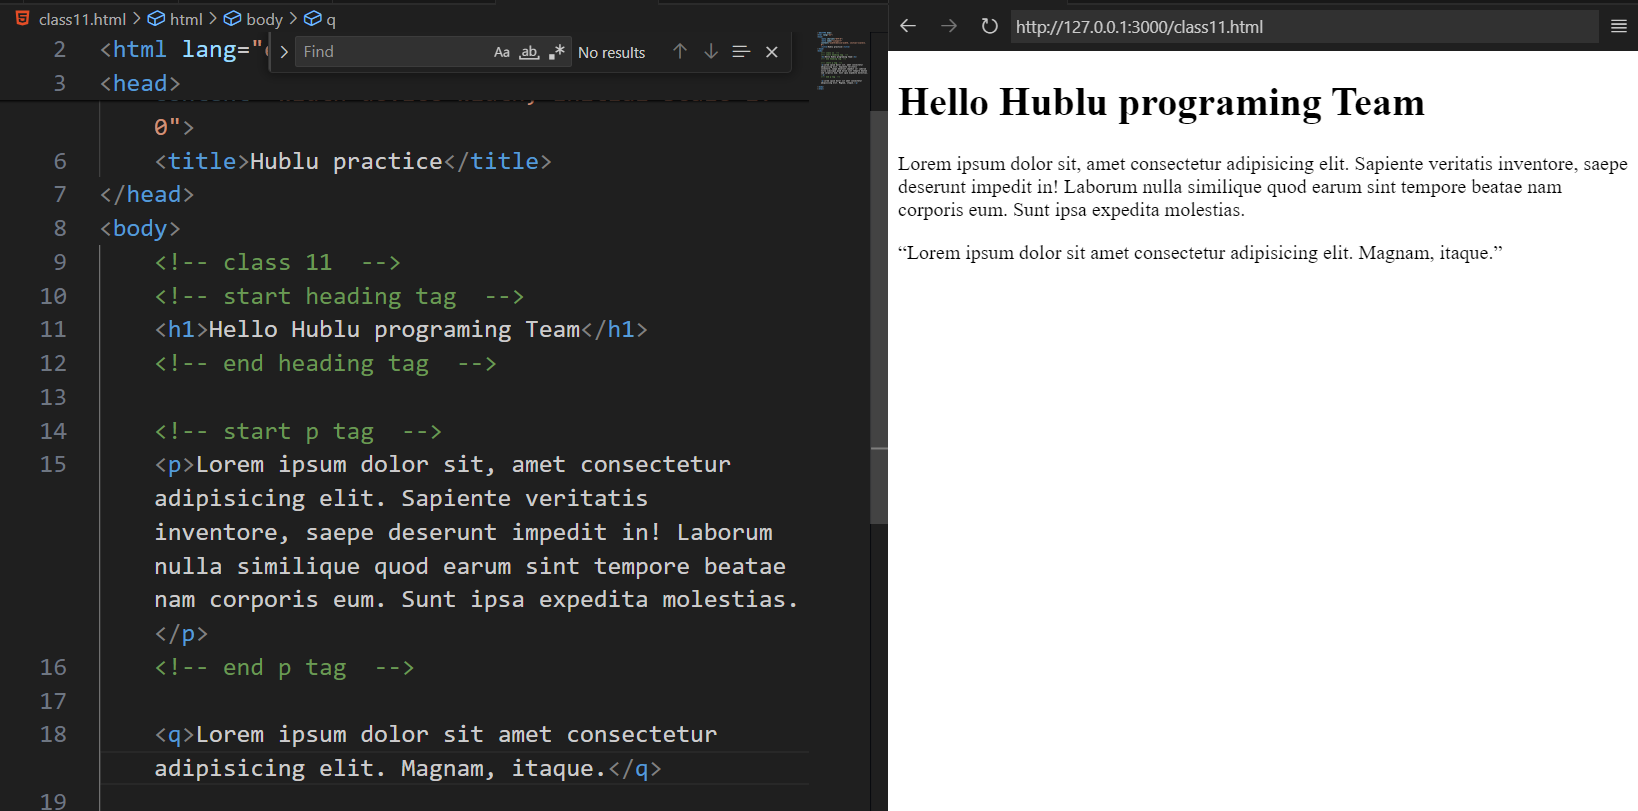 class11.html > html > body > q
2 <html lang="
Find Aa ab No results
3 <head>
0">
6 <title>Hublu practice</title>
7 </head>
8 <body>
9 <!-- class 11  -->
10 <!-- start heading tag  -->
11 <h1>Hello Hublu programing Team</h1>
12 <!-- end heading tag  -->
13
14 <!-- start p tag  -->
15 <p>Lorem ipsum dolor sit, amet consectetur
adipisicing elit. Sapiente veritatis
inventore, saepe deserunt impedit in! Laborum
nulla similique quod earum sint tempore beatae
nam corporis eum. Sunt ipsa expedita molestias.
</p>
16 <!-- end p tag  -->
17
18 <q>Lorem ipsum dolor sit amet consectetur
adipisicing elit. Magnam, itaque.</q>
19
http://127.0.0.1:3000/class11.html
Hello Hublu programing Team
Lorem ipsum dolor sit, amet consectetur adipisicing elit. Sapiente veritatis inventore, saepe
deserunt impedit in! Laborum nulla similique quod earum sint tempore beatae nam
corporis eum. Sunt ipsa expedita molestias.
“Lorem ipsum dolor sit amet consectetur adipisicing elit. Magnam, itaque.”